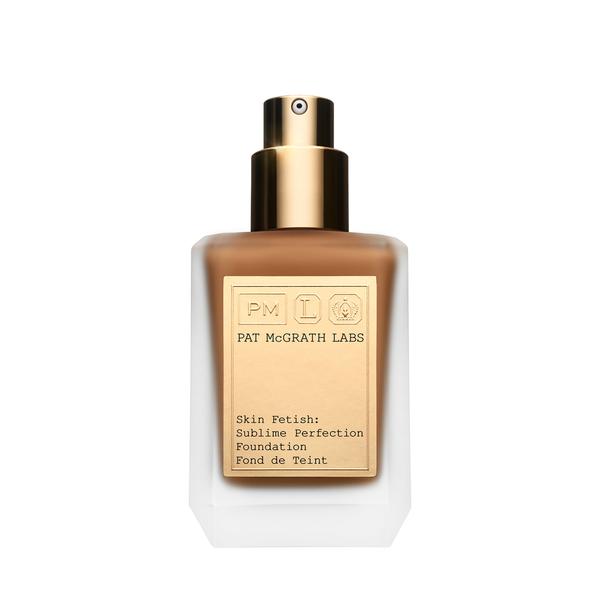 PM L
PAT McGRATH LABS
Skin Fetish:
Sublime Perfection
Foundation
Fond de Teint